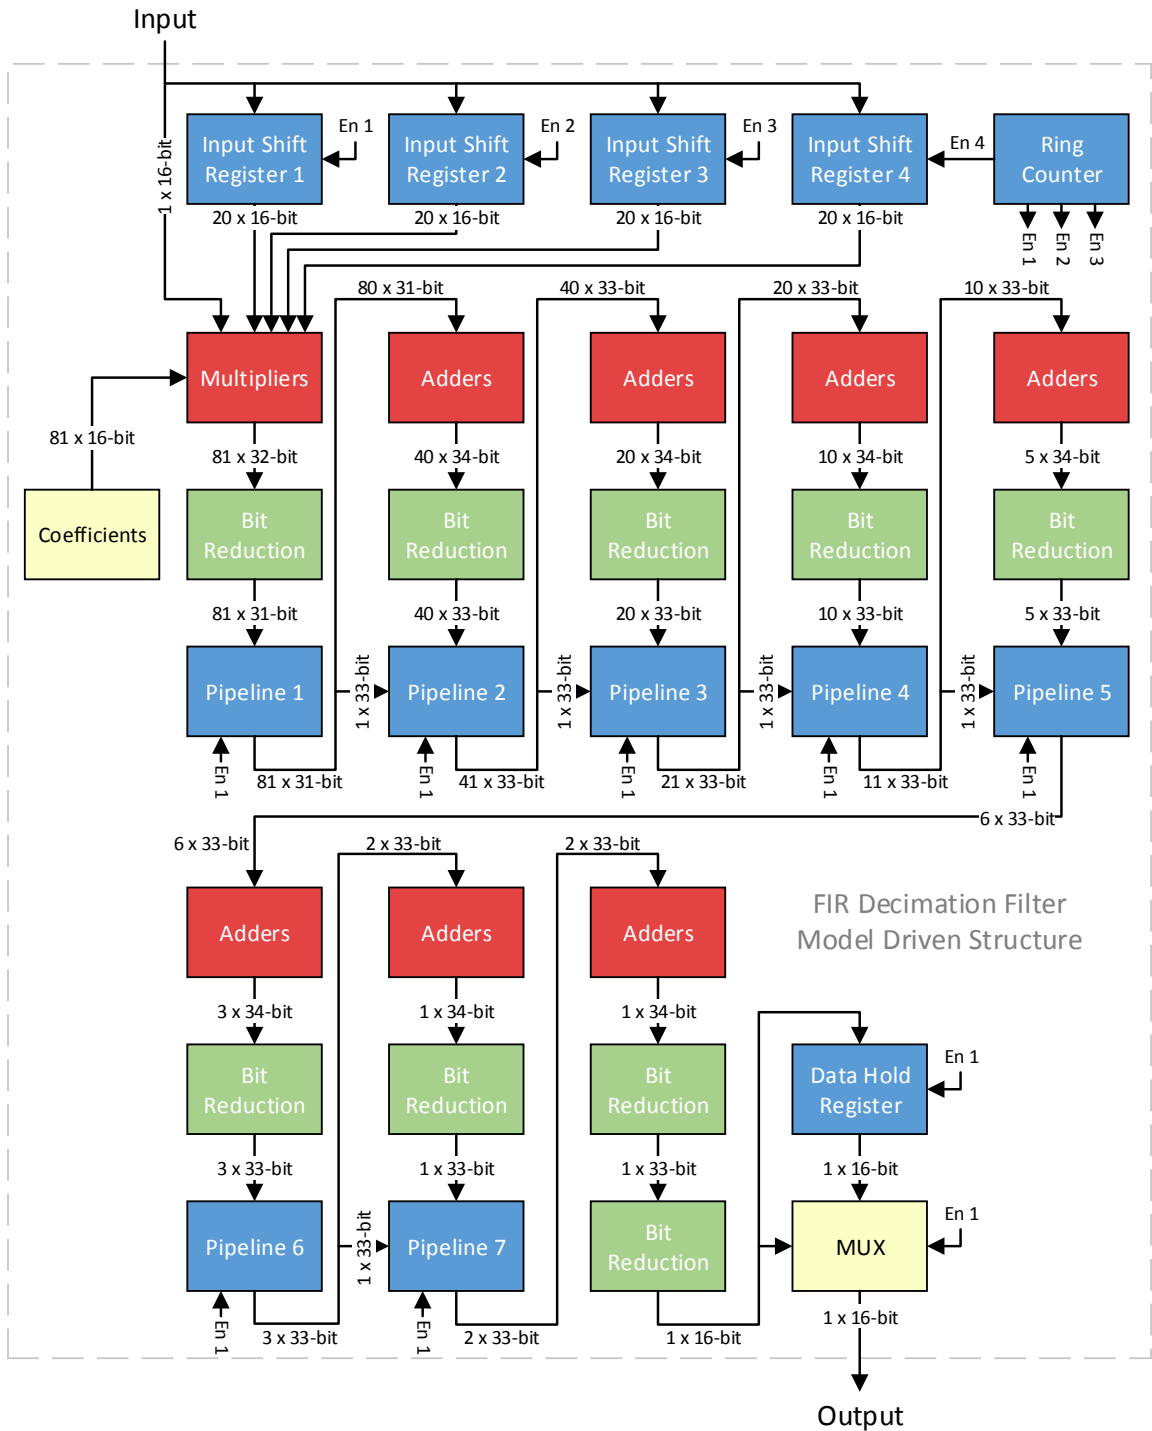 Input
En 1
En 2
En 3
En 4
Input Shift
Register 1
Input Shift
Register 2
Input Shift
Register 3
Input Shift
Register 4
Ring
Counter
1 x 16-bit
20 x 16-bit
20 x 16-bit
20 x 16-bit
20 x 16-bit
En 1
En 2
En 3
80 x 31-bit
40 x 33-bit
20 x 33-bit
10 x 33-bit
Multipliers
Adders
Adders
Adders
Adders
81 x 16-bit
81 x 32-bit
40 x 34-bit
20 x 34-bit
10 x 34-bit
5 x 34-bit
Coefficients
Bit
Reduction
Bit
Reduction
Bit
Reduction
Bit
Reduction
Bit
Reduction
81 x 31-bit
40 x 33-bit
20 x 33-bit
10 x 33-bit
5 x 33-bit
Pipeline 1
1 x 33-bit
Pipeline 2
1 x 33-bit
Pipeline 3
1 x 33-bit
Pipeline 4
1 x 33-bit
Pipeline 5
En 1
81 x 31-bit
En 1
41 x 33-bit
En 1
21 x 33-bit
En 1
11 x 33-bit
En 1
6 x 33-bit
6 x 33-bit
2 x 33-bit
2 x 33-bit
Adders
Adders
Adders
FIR Decimation Filter
Model Driven Structure
3 x 34-bit
1 x 34-bit
1 x 34-bit
Bit
Reduction
Bit
Reduction
Bit
Reduction
Data Hold
Register
En 1
3 x 33-bit
1 x 33-bit
1 x 33-bit
1 x 16-bit
Pipeline 6
1 x 33-bit
Pipeline 7
Bit
Reduction
MUX
En 1
En 1
3 x 33-bit
En 1
2 x 33-bit
1 x 16-bit
1 x 16-bit
Output